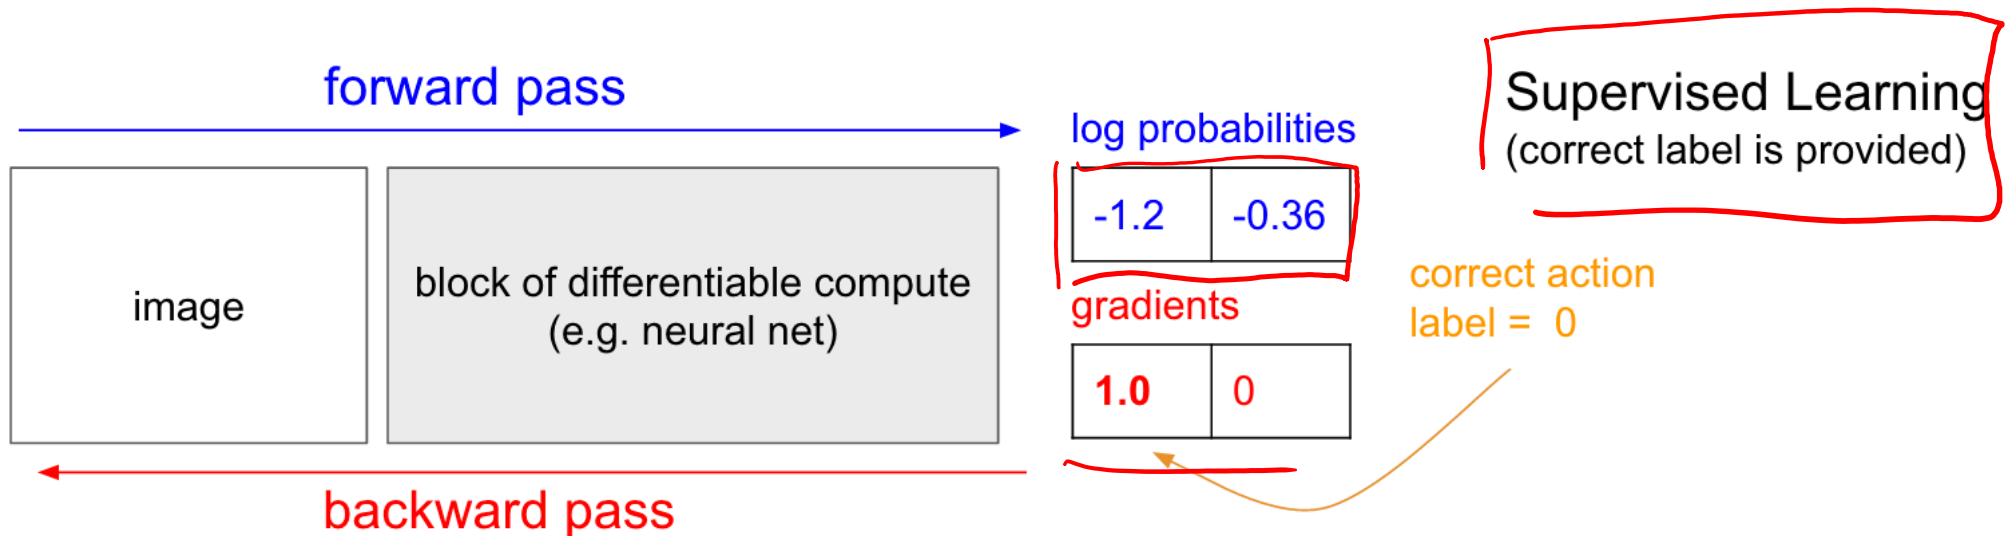 forward pass
Supervised Learning
(correct label is provided)
log probabilities
-1.2 -0.36
image
block of differentiable compute
(e.g. neural net)
gradients
1.0 0
correct action
label = 0
backward pass